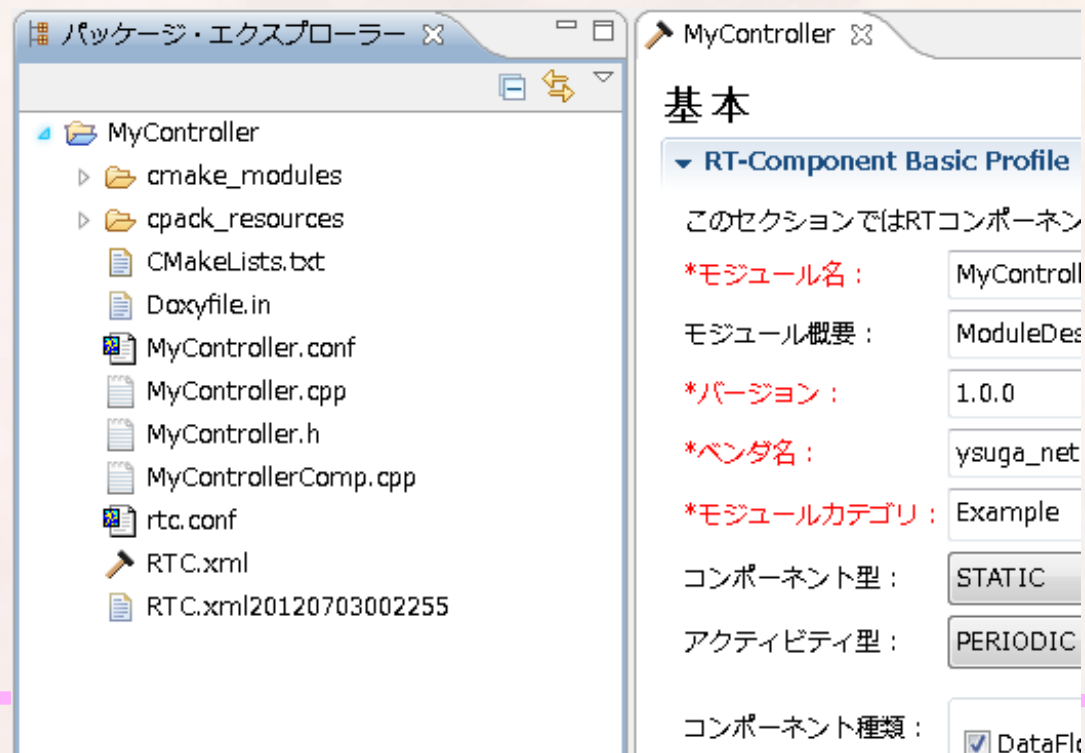 パッケージ・エクスプローラー
MyController
cmake_modules
cpack_resources
CMakeLists.txt
Doxyfile.in
MyController.conf
MyController.cpp
MyController.h
MyControllerComp.cpp
rtc.conf
RTC.xml
RTC.xml20120703002255
MyController
基本
RT-Component Basic Profile
このセクションではRTコンポーネン
*モジュール名： MyControll
モジュール概要： ModuleDes
*バージョン： 1.0.0
*ベンダ名： ysuga_net
*モジュールカテゴリ： Example
コンポーネント型： STATIC
アクティビティ型： PERIODIC
コンポーネント種類： DataFlo